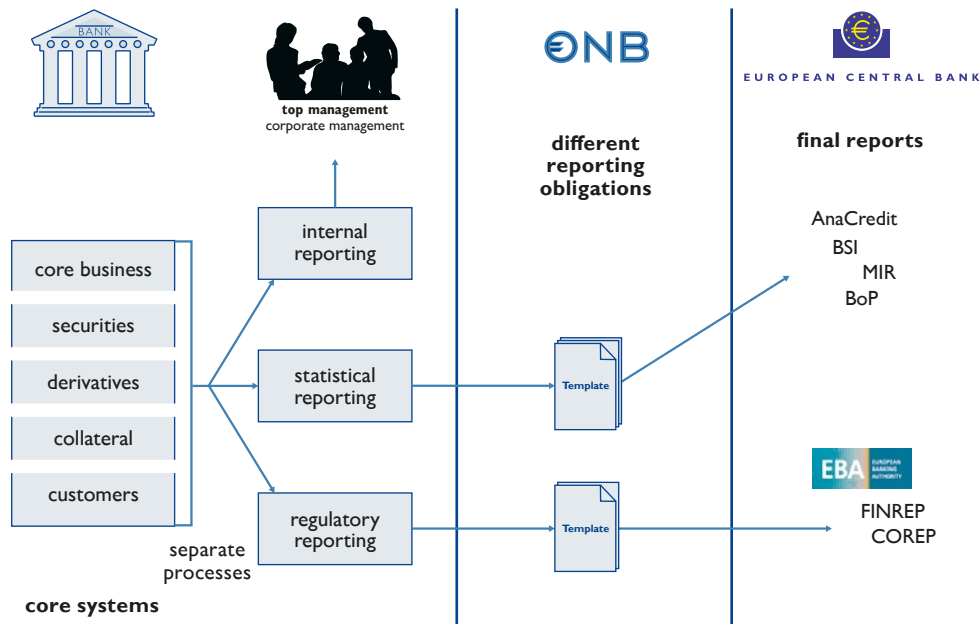 BANK
top management
corporate management
core business
securities
derivatives
collateral
customers
core systems
separate
processes
internal
reporting
statistical
reporting
regulatory
reporting
ONB
different
reporting
obligations
Template
Template
EUROPEAN CENTRAL BANK
final reports
AnaCredit
BSI
MIR
BoP
EBA
EUROPEAN
BANKING
AUTHORITY
FINREP
COREP